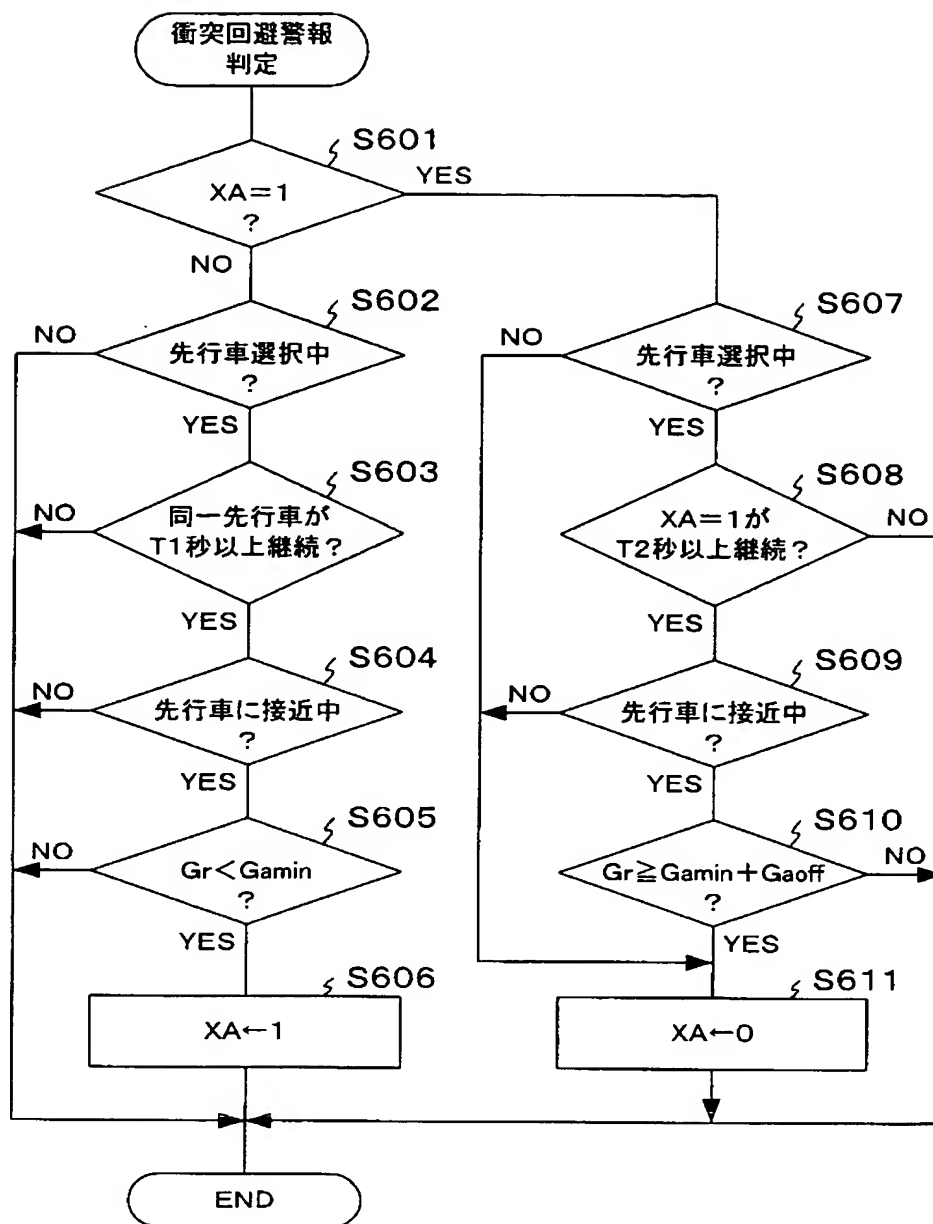 衝突回避警報
判定
S601
XA=1
?
YES
NO
S602
先行車選択中
?
NO
YES
S603
同一先行車が
T1秒以上継続?
NO
YES
S604
先行車に接近中
?
NO
YES
S605
Gr<Gamin
?
NO
YES
S606
XA←1
S607
先行車選択中
?
NO
YES
S608
XA=1が
T2秒以上継続?
NO
YES
S609
先行車に接近中
?
NO
YES
S610
Gr≧Gamin+Gaoff
?
NO
YES
S611
XA←0
END